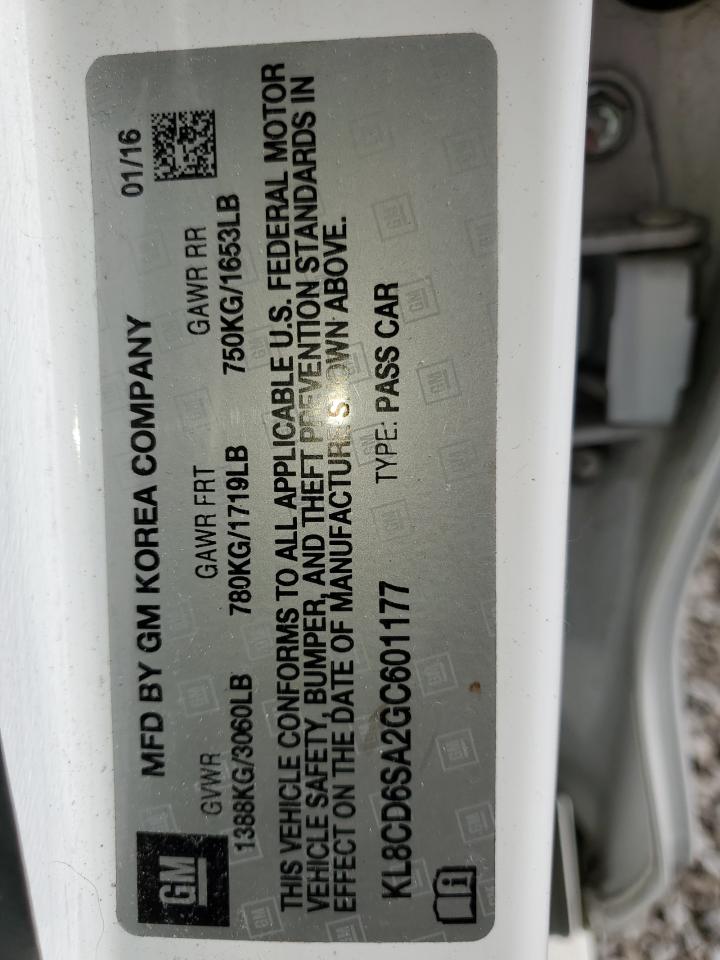 GM
MFD BY GM KOREA COMPANY
01/16
GVWR
GAWR FRT
GAWR RR
1388KG/3060LB
780KG/1719LB
750KG/1653LB
THIS VEHICLE CONFORMS TO ALL APPLICABLE U.S. FEDERAL MOTOR
VEHICLE SAFETY, BUMPER, AND THEFT PREVENTION STANDARDS IN
EFFECT ON THE DATE OF MANUFACTURE SHOWN ABOVE.
KL8CD6SA2GC601177
TYPE: PASS CAR